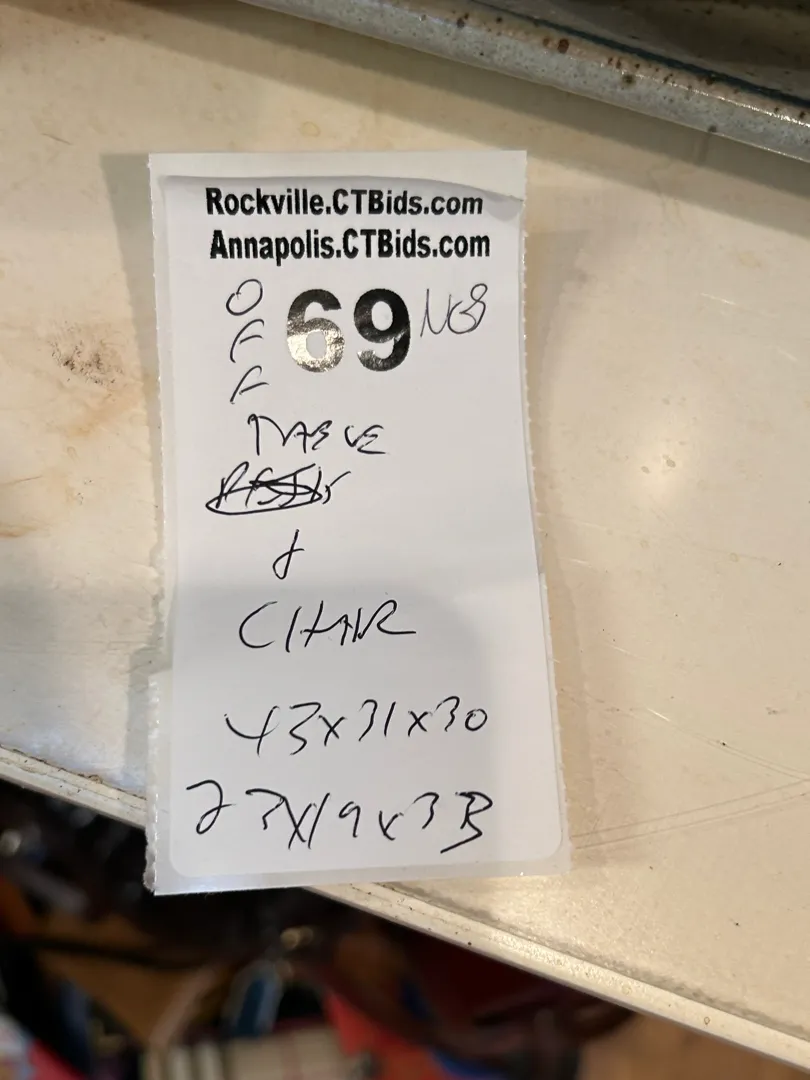 Rockville.CTBids.com
Annapolis.CTBids.com
O
F
F
69
TABLE
&
CHAIR
43x31x30
23x19x33